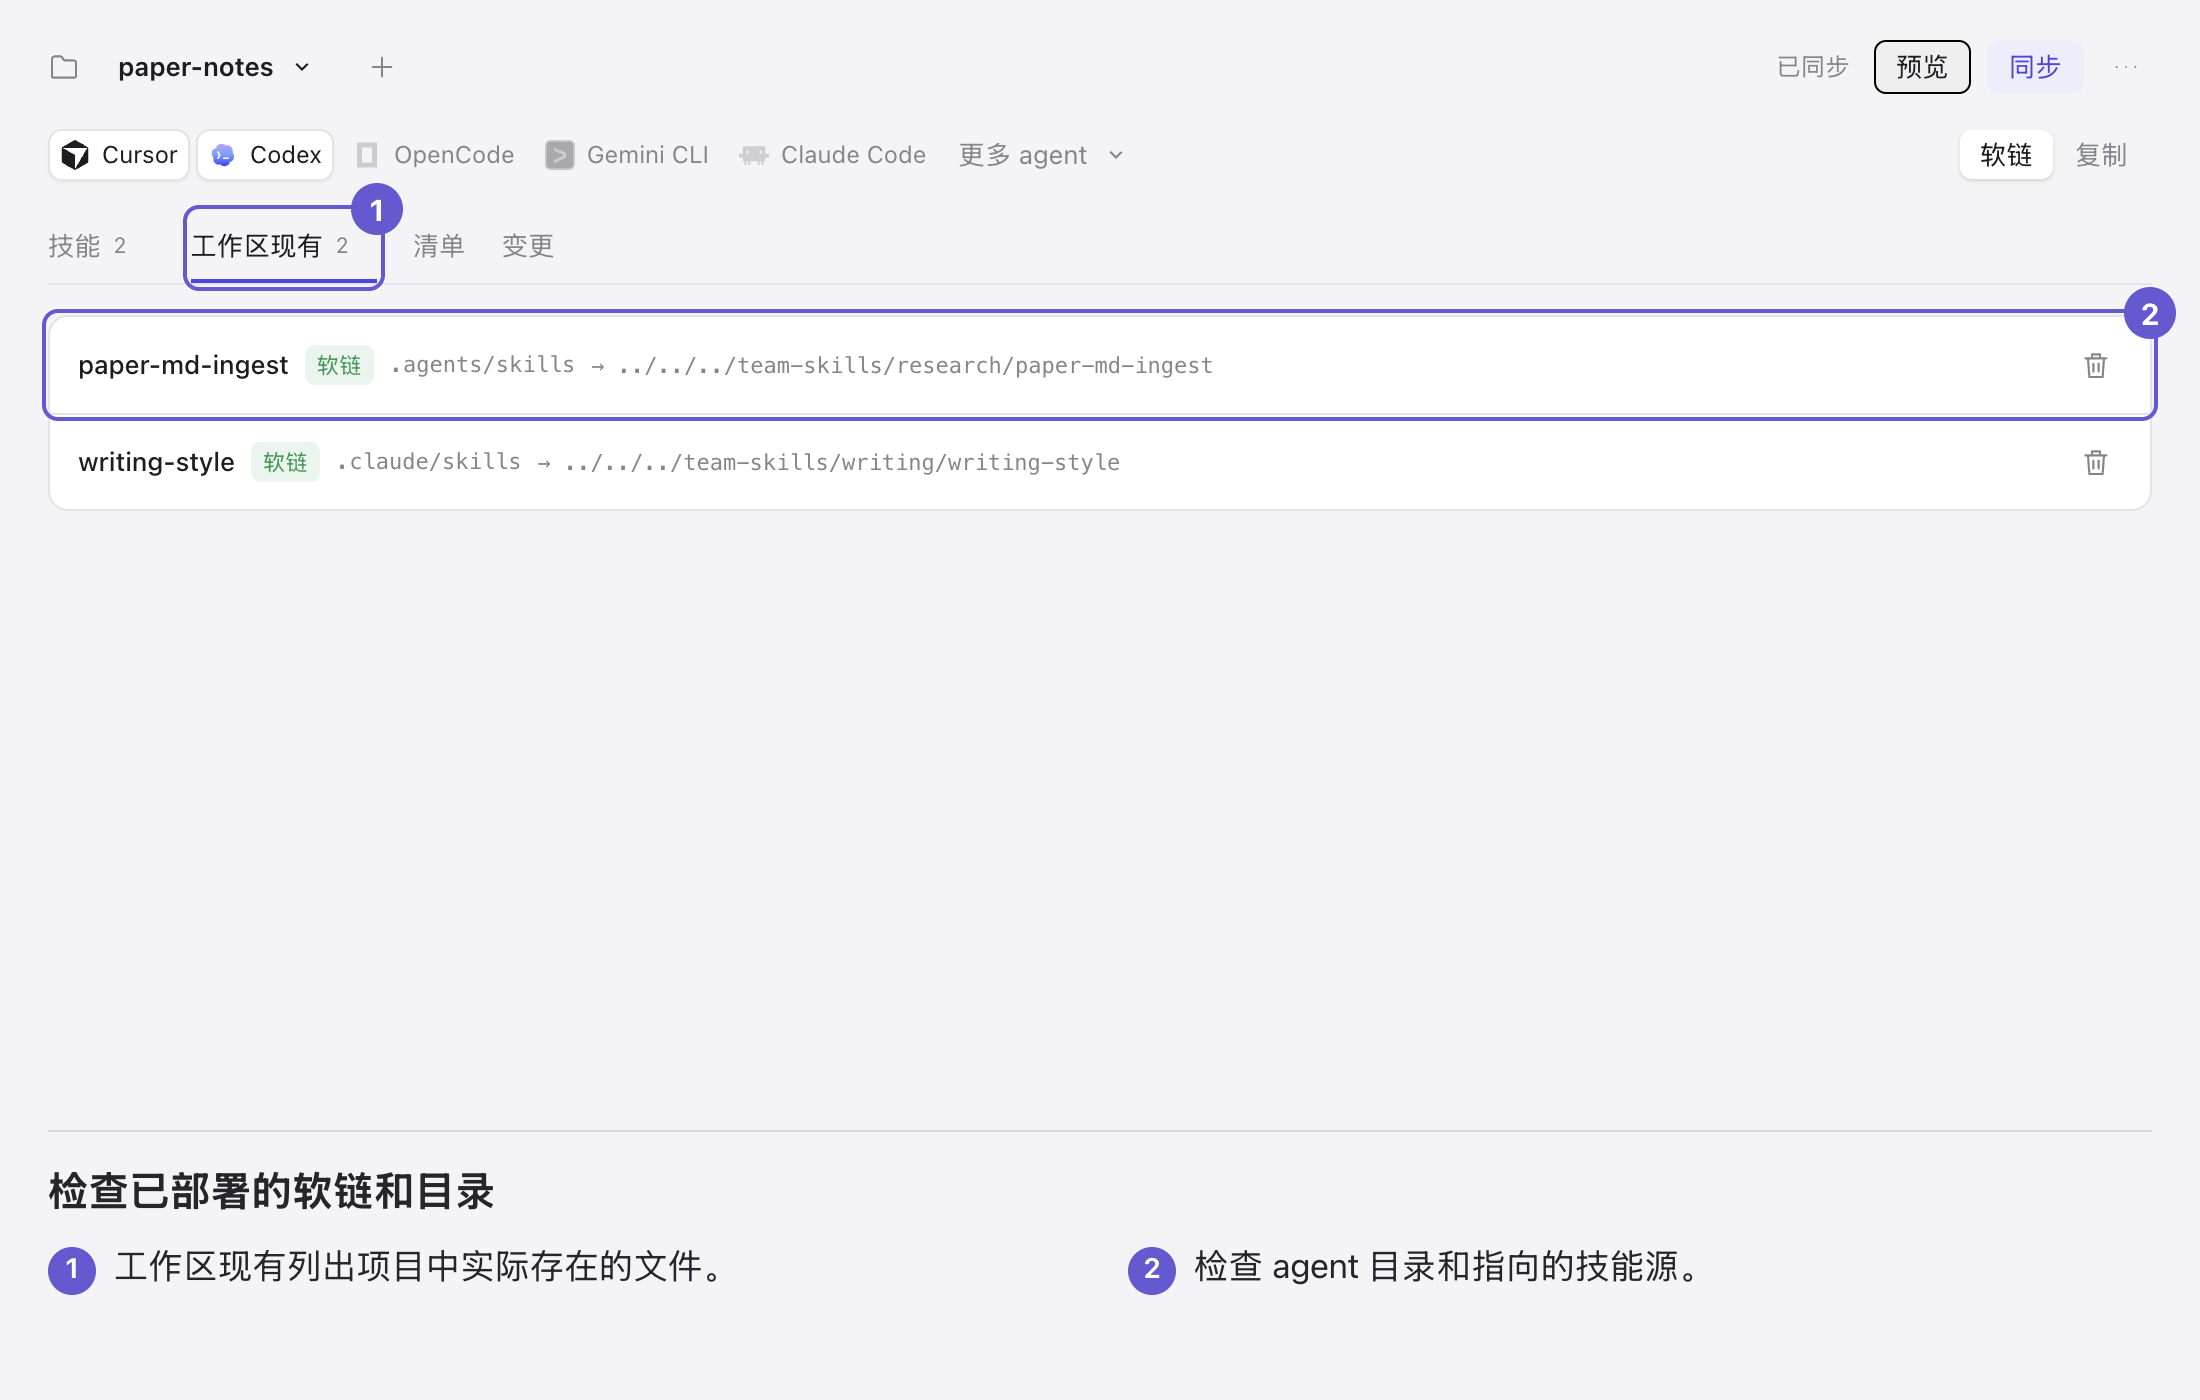 paper-notes
已同步 预览 同步 ···
Cursor Codex OpenCode Gemini CLI Claude Code 更多 agent 软链 复制
1
技能 2 工作区现有 2 清单 变更
2
paper-md-ingest 软链 .agents/skills → ../../../team-skills/research/paper-md-ingest
writing-style 软链 .claude/skills → ../../../team-skills/writing/writing-style
检查已部署的软链和目录
1 工作区现有列出项目中实际存在的文件。
2 检查 agent 目录和指向的技能源。